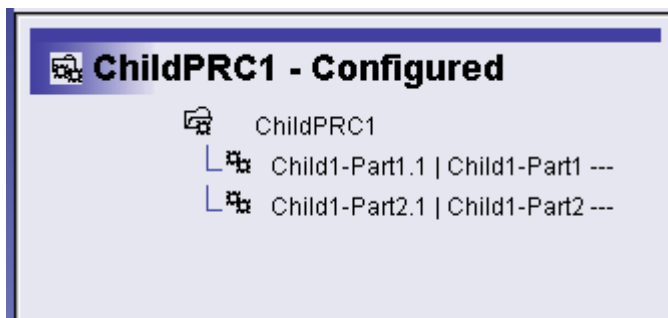 ChildPRC1 - Configured
ChildPRC1
Child1-Part1.1 | Child1-Part1 ---
Child1-Part2.1 | Child1-Part2 ---